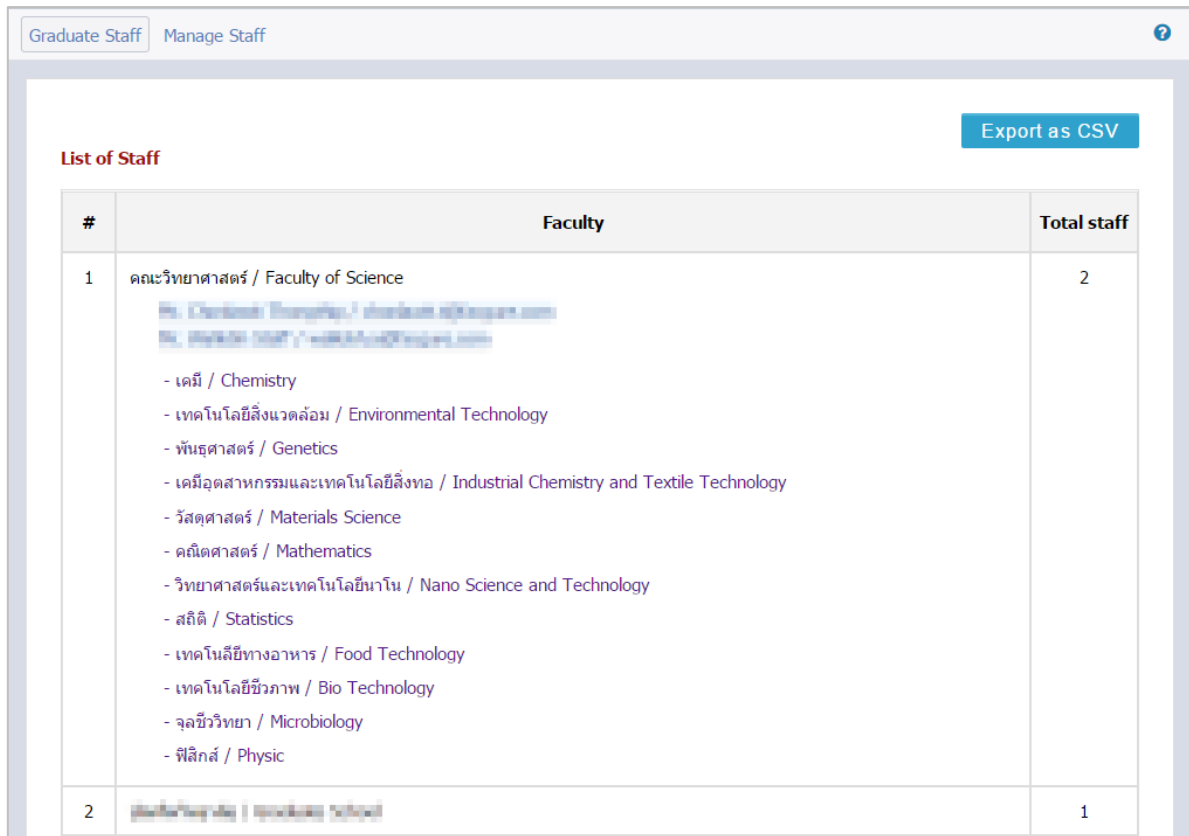 Graduate Staff Manage Staff ?
Export as CSV
List of Staff
# Faculty Total staff
1 คณะวิทยาศาสตร์ / Faculty of Science 2
- เคมี / Chemistry
- เทคโนโลยีสิ่งแวดล้อม / Environmental Technology
- พันธุศาสตร์ / Genetics
- เคมีอุตสาหกรรมและเทคโนโลยีสิ่งทอ / Industrial Chemistry and Textile Technology
- วัสดุศาสตร์ / Materials Science
- คณิตศาสตร์ / Mathematics
- วิทยาศาสตร์และเทคโนโลยีนาโน / Nano Science and Technology
- สถิติ / Statistics
- เทคโนลียีทางอาหาร / Food Technology
- เทคโนโลยีชีวภาพ / Bio Technology
- จุลชีววิทยา / Microbiology
- ฟิสิกส์ / Physic
2 1